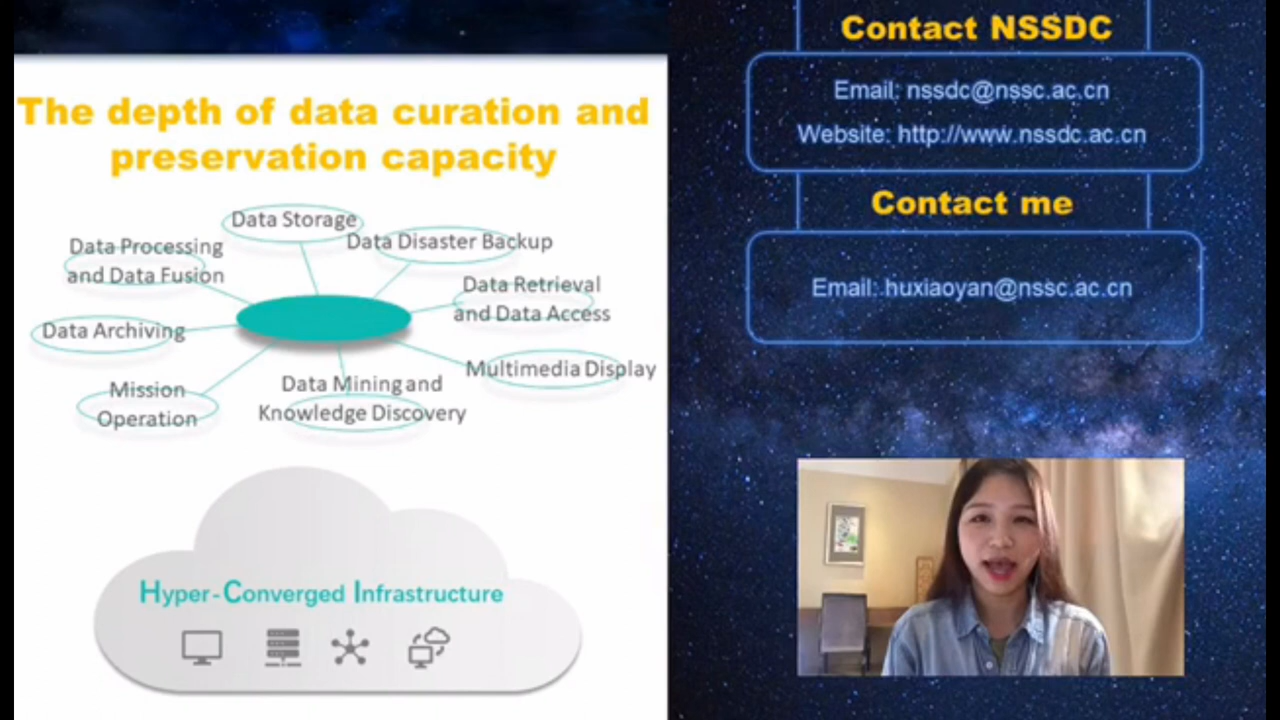 The depth of data curation and
preservation capacity
Data Storage
Data Disaster Backup
Data Processing
and Data Fusion
Data Retrieval
and Data Access
Data Archiving
Multimedia Display
Mission
Operation
Data Mining and
Knowledge Discovery
Hyper-Converged Infrastructure
Contact NSSDC
Email: nssdc@nssc.ac.cn
Website: http://www.nssdc.ac.cn
Contact me
Email: huxiaoyan@nssc.ac.cn